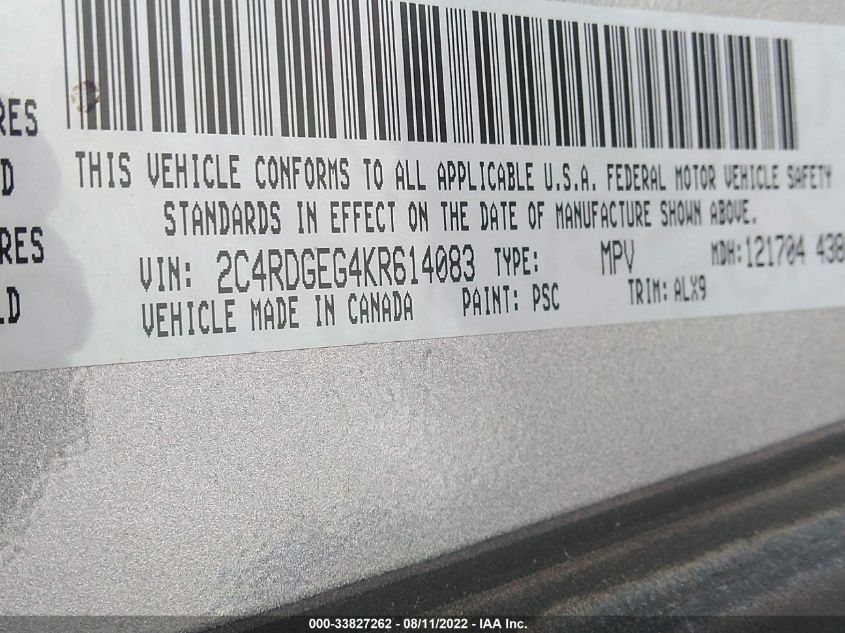 RES
D
RES
LD
THIS VEHICLE CONFORMS TO ALL APPLICABLE U.S.A. FEDERAL MOTOR VEHICLE SAFETY
STANDARDS IN EFFECT ON THE DATE OF MANUFACTURE SHOWN ABOVE.
VIN: 2C4RDGEG4KR614083 TYPE: MPV MDH: 121704 438
VEHICLE MADE IN CANADA PAINT: PSC TRIM: ALX9
000-33827262 - 08/11/2022 - IAA Inc.